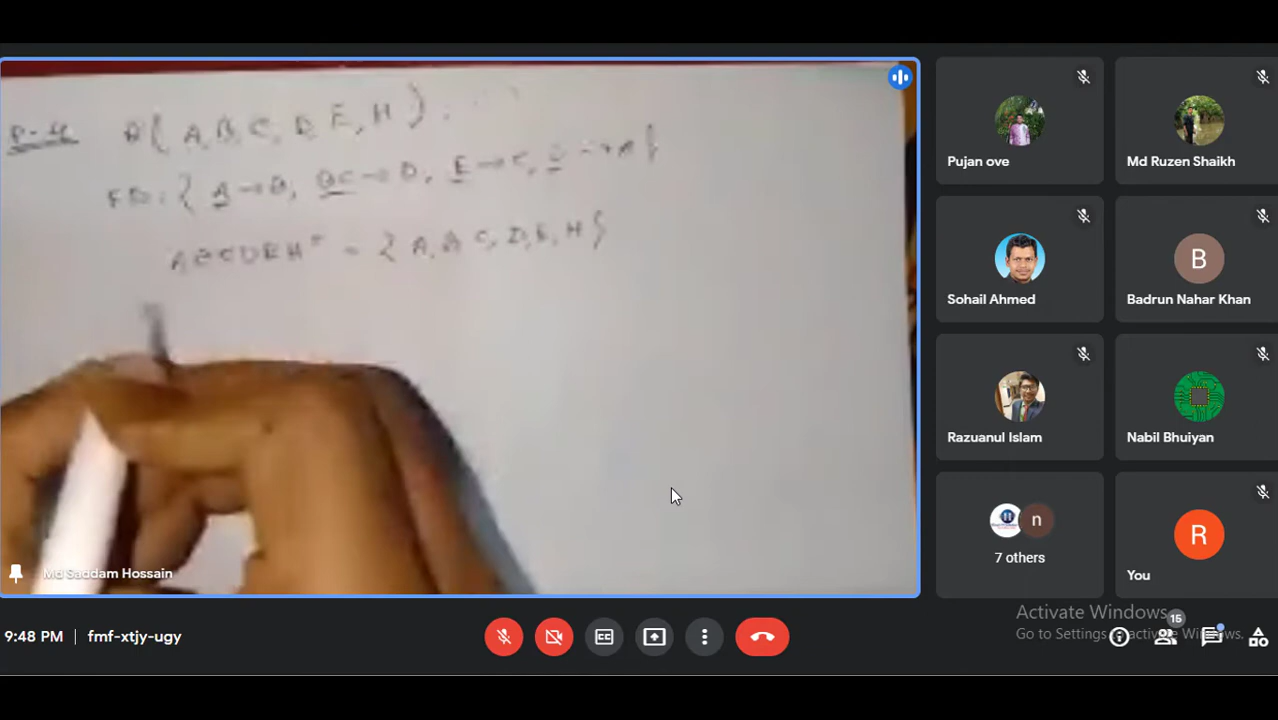 P-4
R{ A, B, C, D, E, H }.
FD: { A → B, BC → D, E → C, D → A }
ABCDEH⁺ = { A, B, C, D, E, H }
Pujan ove
Md Ruzen Shaikh
Sohail Ahmed
B
Badrun Nahar Khan
Razuanul Islam
Nabil Bhuiyan
n
7 others
R
You
Md Saddam Hossain
9:48 PM | fmf-xtjy-ugy
15
Activate Windows
Go to Settings to activate Windows.